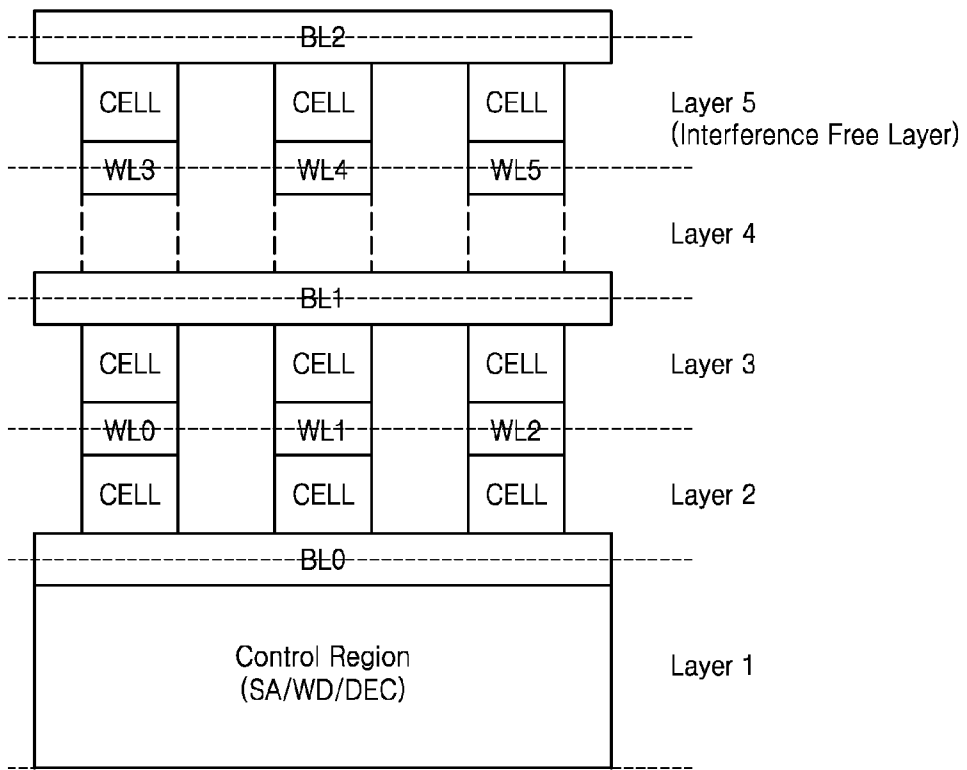 BL2
CELL CELL CELL
Layer 5
(Interference Free Layer)
WL3 WL4 WL5
Layer 4
BL1
CELL CELL CELL
Layer 3
WL0 WL1 WL2
CELL CELL CELL
Layer 2
BL0
Control Region
(SA/WD/DEC)
Layer 1